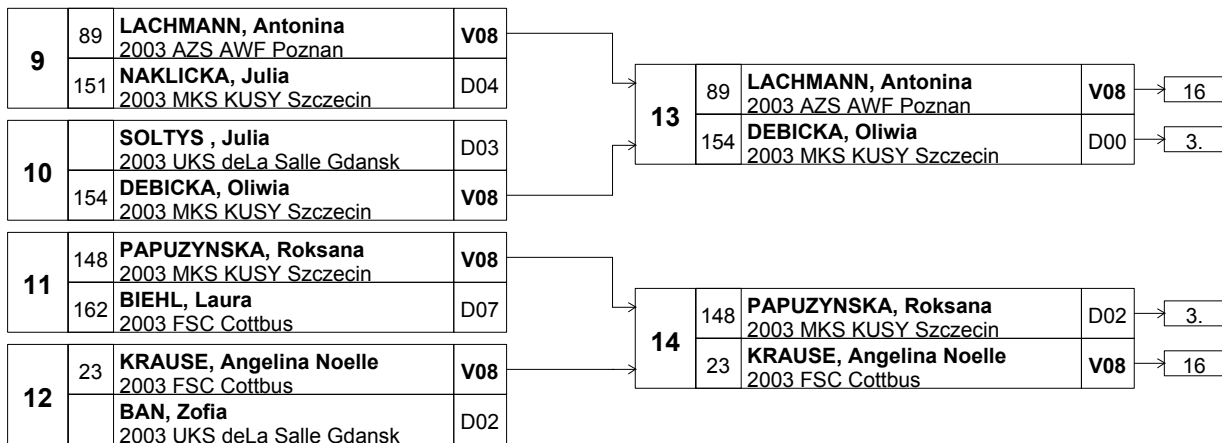 9
89 LACHMANN, Antonina V08
2003 AZS AWF Poznan
151 NAKLICKA, Julia D04
2003 MKS KUSY Szczecin
10
SOLTYS , Julia D03
2003 UKS deLa Salle Gdansk
154 DEBICKA, Oliwia V08
2003 MKS KUSY Szczecin
11
148 PAPUZYNSKA, Roksana V08
2003 MKS KUSY Szczecin
162 BIEHL, Laura D07
2003 FSC Cottbus
12
23 KRAUSE, Angelina Noelle V08
2003 FSC Cottbus
BAN, Zofia D02
2003 UKS deLa Salle Gdansk
13
89 LACHMANN, Antonina V08 16
2003 AZS AWF Poznan
154 DEBICKA, Oliwia D00 3.
2003 MKS KUSY Szczecin
14
148 PAPUZYNSKA, Roksana D02 3.
2003 MKS KUSY Szczecin
23 KRAUSE, Angelina Noelle V08 16
2003 FSC Cottbus